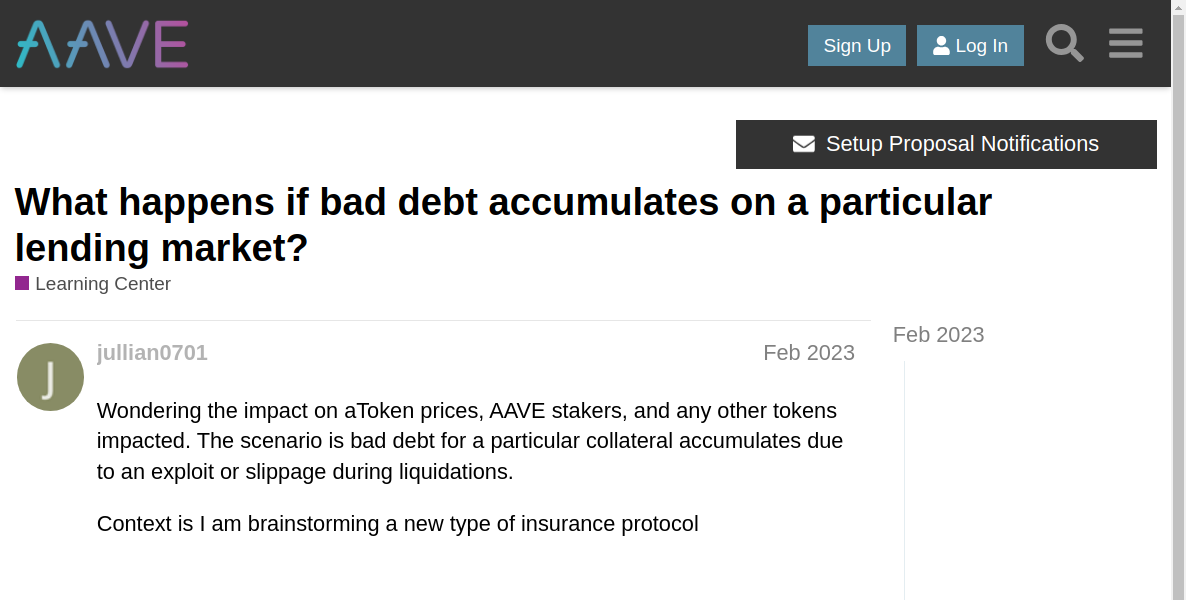 AAVE
Sign Up
Log In
Setup Proposal Notifications
What happens if bad debt accumulates on a particular
lending market?
Learning Center
J
jullian0701
Feb 2023
Feb 2023
Wondering the impact on aToken prices, AAVE stakers, and any other tokens
impacted. The scenario is bad debt for a particular collateral accumulates due
to an exploit or slippage during liquidations.
Context is I am brainstorming a new type of insurance protocol